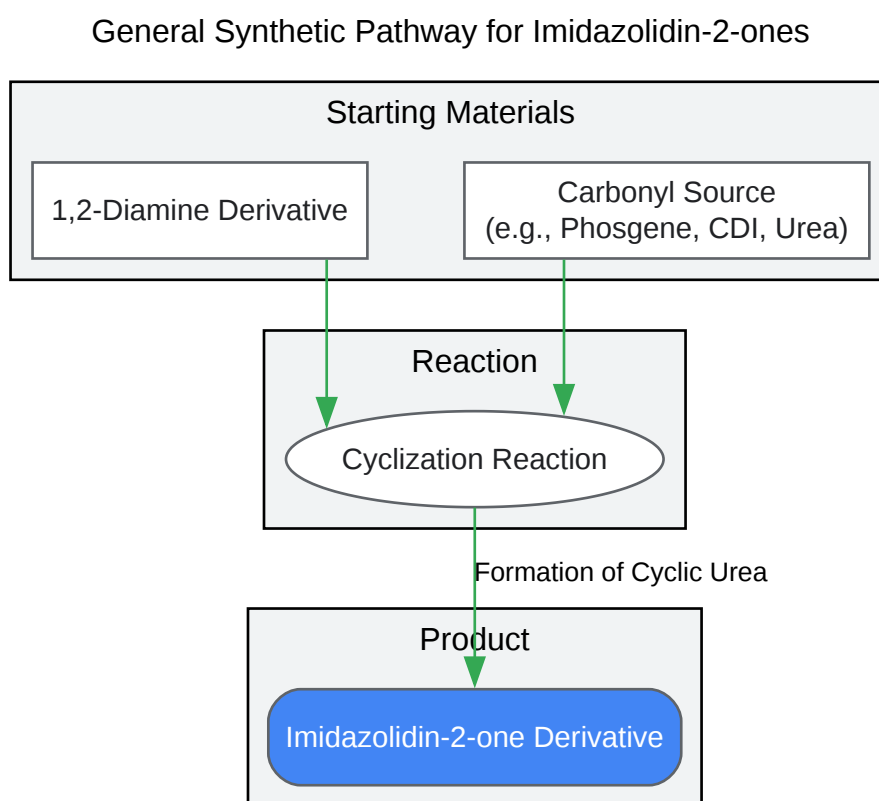 General Synthetic Pathway for Imidazolidin-2-ones
Starting Materials
1,2-Diamine Derivative
Carbonyl Source
(e.g., Phosgene, CDI, Urea)
Reaction
Cyclization Reaction
Formation of Cyclic Urea
Product
Imidazolidin-2-one Derivative